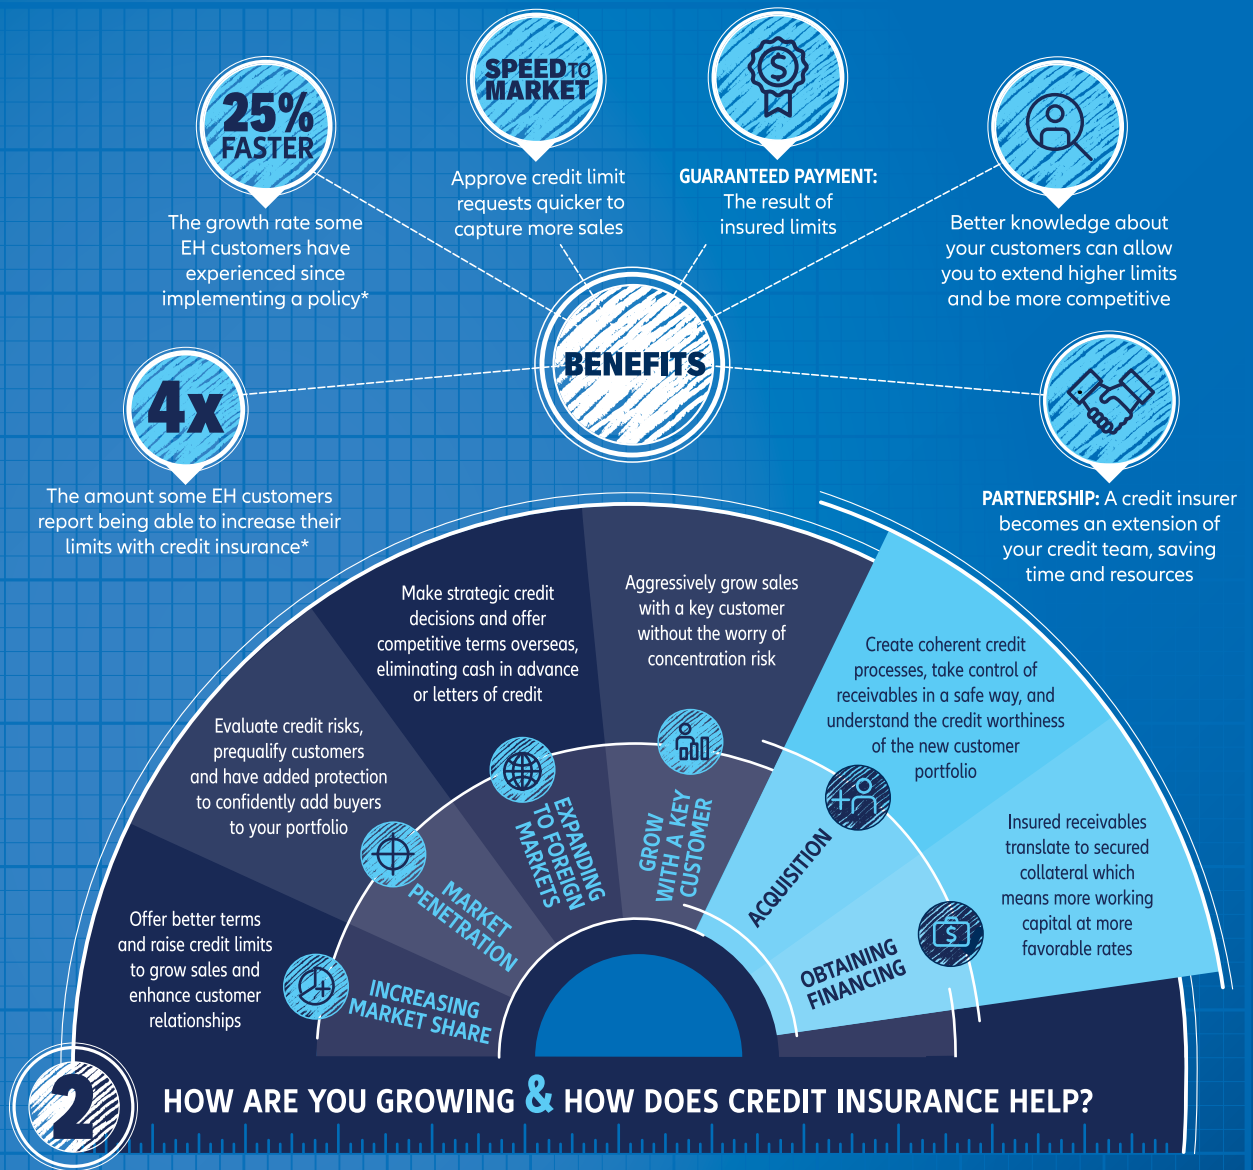 25%
FASTER
The growth rate some
EH customers have
experienced since
implementing a policy*
SPEED TO
MARKET
Approve credit limit
requests quicker to
capture more sales
GUARANTEED PAYMENT:
The result of
insured limits
Better knowledge about
your customers can allow
you to extend higher limits
and be more competitive
BENEFITS
4x
The amount some EH customers
report being able to increase their
limits with credit insurance*
PARTNERSHIP: A credit insurer
becomes an extension of
your credit team, saving
time and resources
Offer better terms
and raise credit limits
to grow sales and
enhance customer
relationships
INCREASING
MARKET SHARE
Evaluate credit risks,
prequalify customers
and have added protection
to confidently add buyers
to your portfolio
MARKET
PENETRATION
Make strategic credit
decisions and offer
competitive terms overseas,
eliminating cash in advance
or letters of credit
EXPANDING
TO FOREIGN
MARKETS
Aggressively grow sales
with a key customer
without the worry of
concentration risk
GROW
WITH A KEY
CUSTOMER
Create coherent credit
processes, take control of
receivables in a safe way, and
understand the credit worthiness
of the new customer
portfolio
ACQUISITION
Insured receivables
translate to secured
collateral which
means more working
capital at more
favorable rates
OBTAINING
FINANCING
2
HOW ARE YOU GROWING & HOW DOES CREDIT INSURANCE HELP?